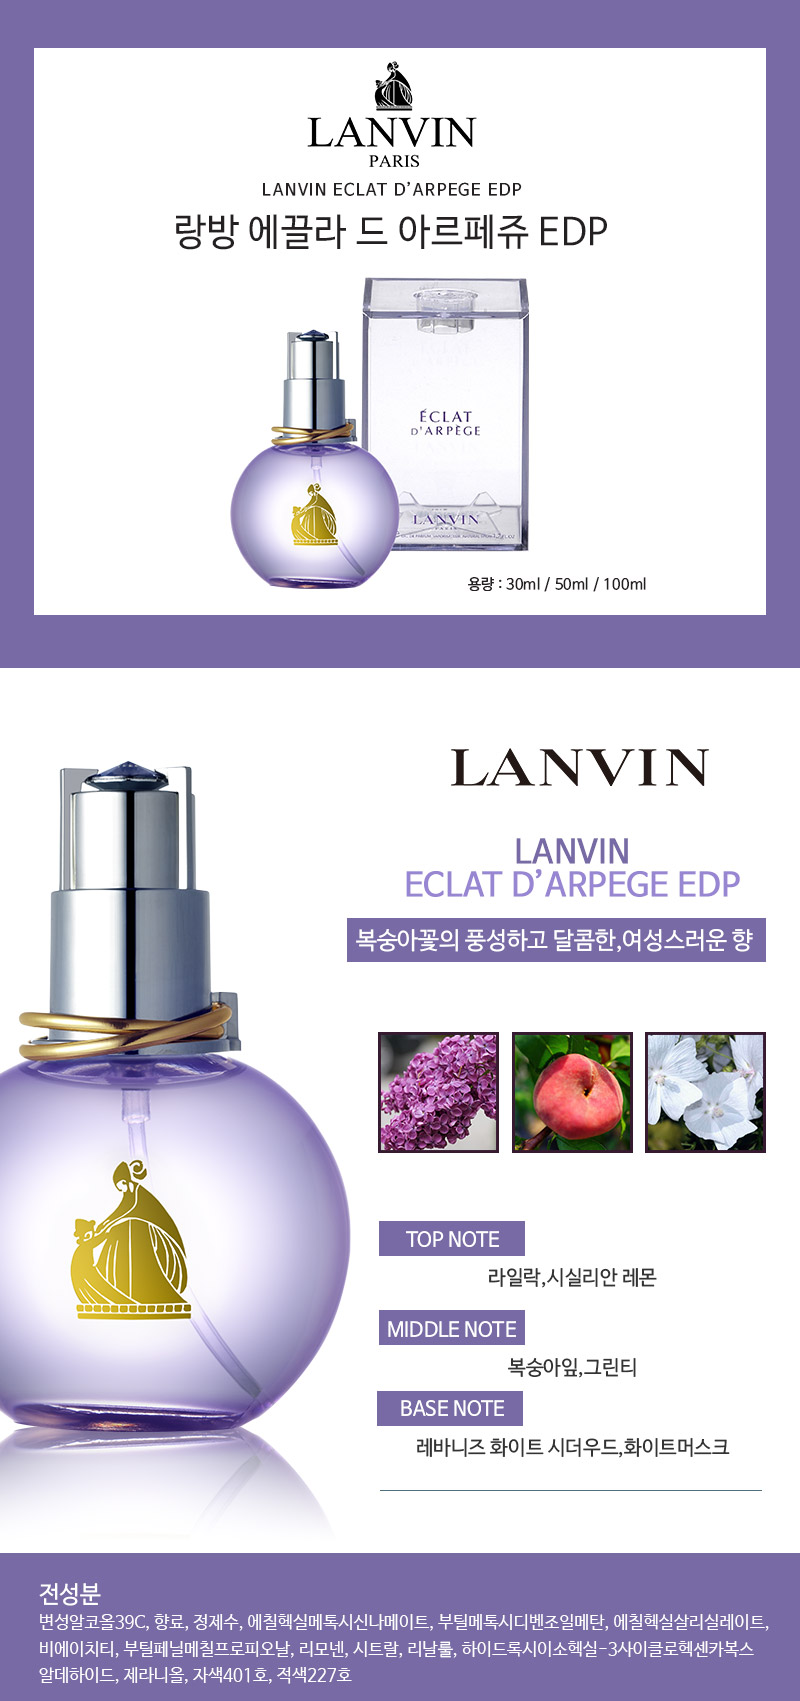 LANVIN
PARIS
LANVIN ECLAT D’ARPEGE EDP
랑방 에끌라 드 아르페쥬 EDP
ÉCLAT
D'ARPÈGE
LANVIN
PARIS
용량 : 30ml / 50ml / 100ml
LANVIN
LANVIN
ECLAT D’ARPEGE EDP
복숭아꽃의 풍성하고 달콤한,여성스러운 향
TOP NOTE
라일락,시실리안 레몬
MIDDLE NOTE
복숭아잎,그린티
BASE NOTE
레바니즈 화이트 시더우드,화이트머스크
전성분
변성알코올39C, 향료, 정제수, 에칠헥실메톡시신나메이트, 부틸메톡시디벤조일메탄, 에칠헥실살리실레이트,
비에이치티, 부틸페닐메칠프로피오날, 리모넨, 시트랄, 리날룰, 하이드록시이소헥실-3사이클로헥센카복스
알데하이드, 제라니올, 자색401호, 적색227호